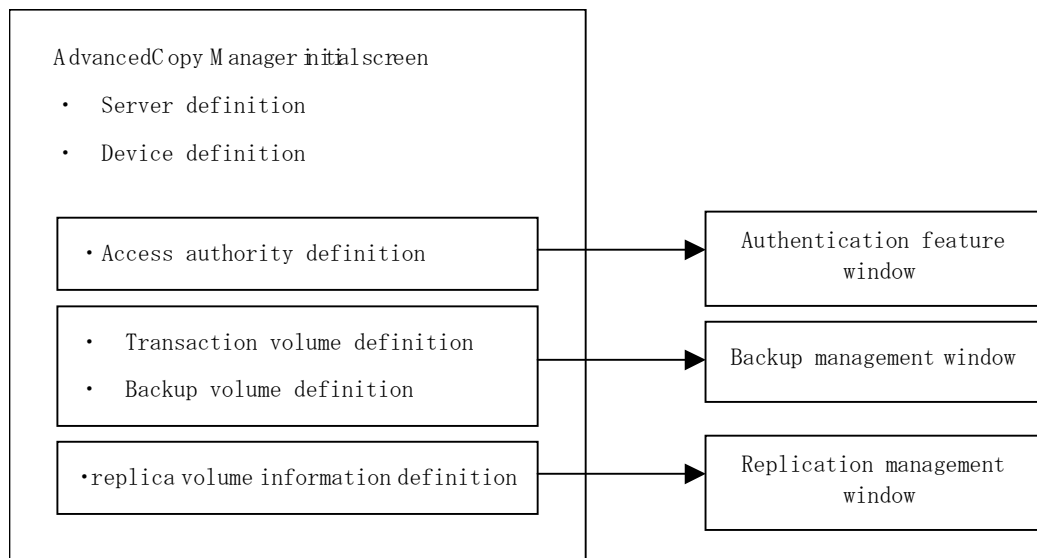 AdvancedCopy Manager initial screen
・ Server definition
・ Device definition
・Access authority definition
Authentication feature
window
・ Transaction volume definition
・ Backup volume definition
Backup management window
・replica volume information definition
Replication management
window